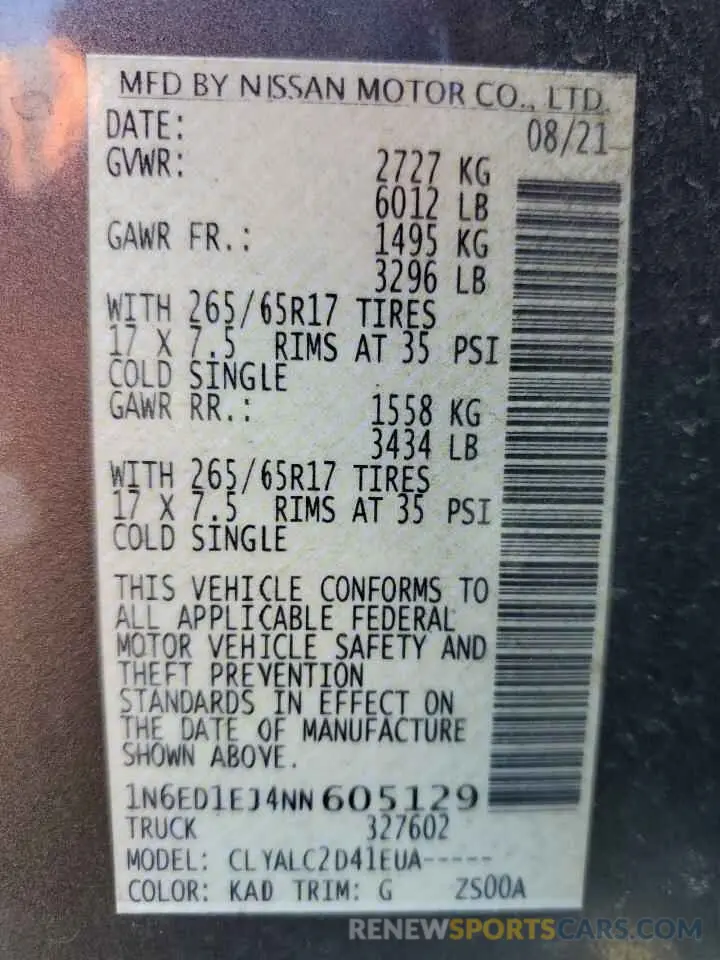 MFD BY NISSAN MOTOR CO., LTD.
DATE: 08/21
GVWR: 2727 KG
6012 LB
GAWR FR.: 1495 KG
3296 LB
WITH 265/65R17 TIRES
17 X 7.5 RIMS AT 35 PSI
COLD SINGLE
GAWR RR.: 1558 KG
3434 LB
WITH 265/65R17 TIRES
17 X 7.5 RIMS AT 35 PSI
COLD SINGLE
THIS VEHICLE CONFORMS TO
ALL APPLICABLE FEDERAL
MOTOR VEHICLE SAFETY AND
THEFT PREVENTION
STANDARDS IN EFFECT ON
THE DATE OF MANUFACTURE
SHOWN ABOVE.
1N6ED1EJ4NN605129
TRUCK 327602
MODEL: CLYALC2D41EUA-----
COLOR: KAD TRIM: G ZS00A
RENEWSPORTSCARS.COM